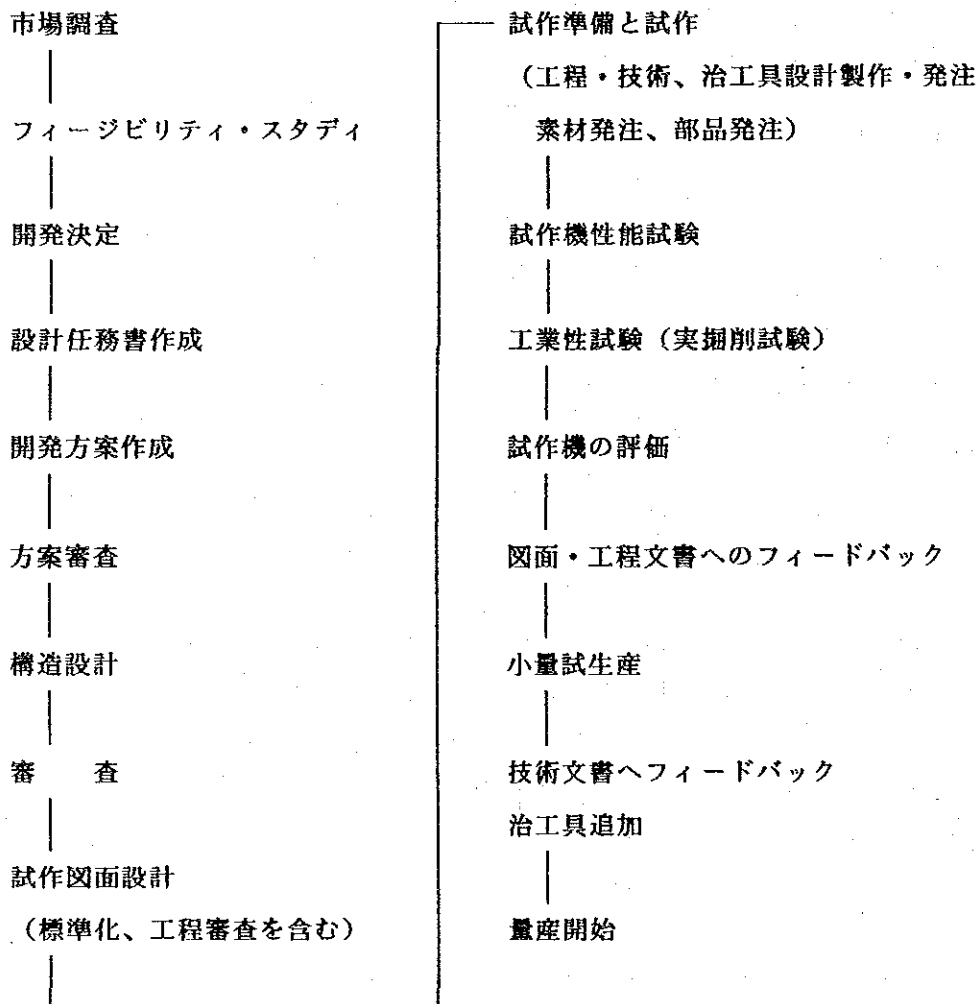 市場調査
フィージビリティ・スタディ
開発決定
設計任務書作成
開発方案作成
方案審査
構造設計
審　　査
試作図面設計
（標準化、工程審査を含む）
試作準備と試作
（工程・技術、治工具設計製作・発注
素材発注、部品発注）
試作機性能試験
工業性試験（実掘削試験）
試作機の評価
図面・工程文書へのフィードバック
小量試生産
技術文書へフィードバック
治工具追加
量産開始